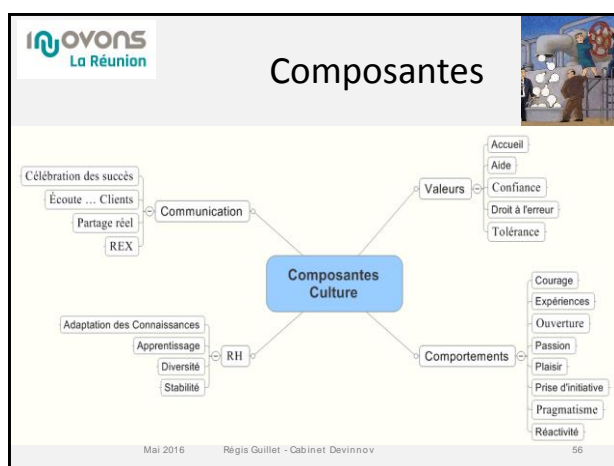 INOVONS
La Réunion
Composantes
Accueil
Aide
Confiance
Droit à l'erreur
Tolérance
Valeurs
Célébration des succès
Écoute ... Clients
Partage réel
REX
Communication
Composantes
Culture
Courage
Expériences
Ouverture
Passion
Plaisir
Prise d'initiative
Pragmatisme
Réactivité
Comportements
Adaptation des Connaissances
Apprentissage
Diversité
Stabilité
RH
Mai 2016 Régis Guillet - Cabinet Devinnov 56